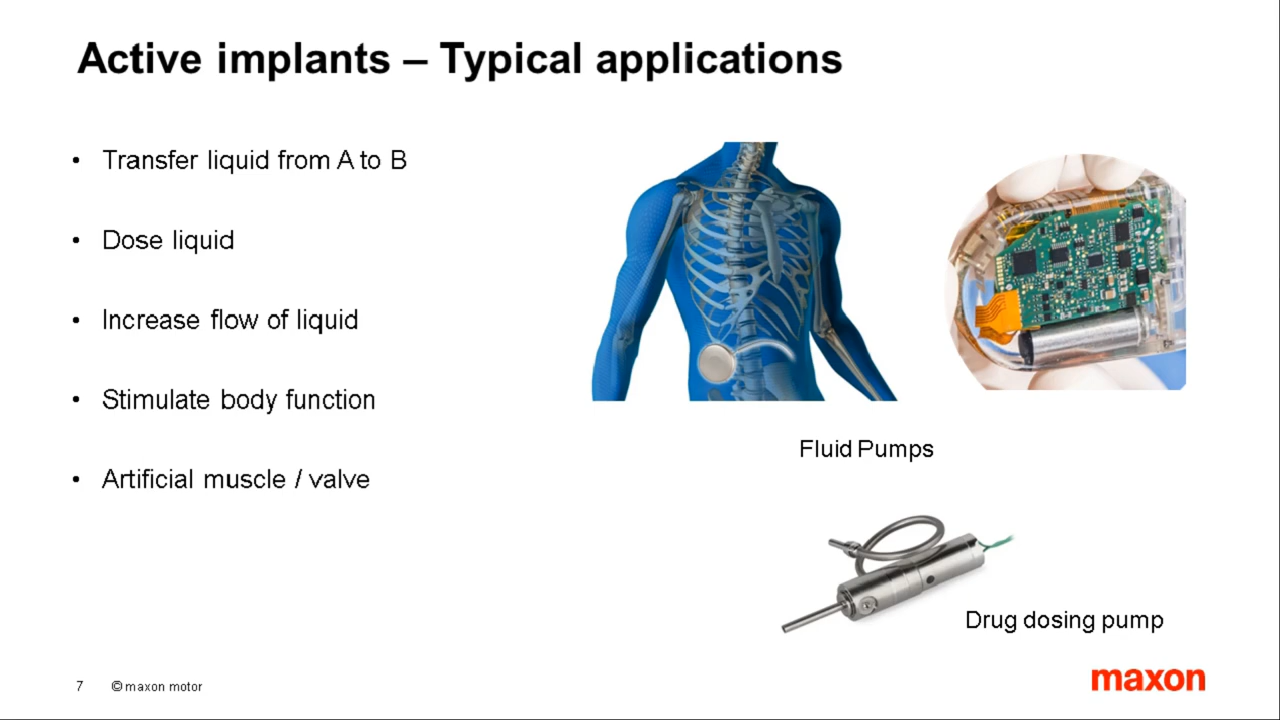 Active implants – Typical applications
• Transfer liquid from A to B
• Dose liquid
• Increase flow of liquid
• Stimulate body function
• Artificial muscle / valve
Fluid Pumps
Drug dosing pump
7 © maxon motor
maxon